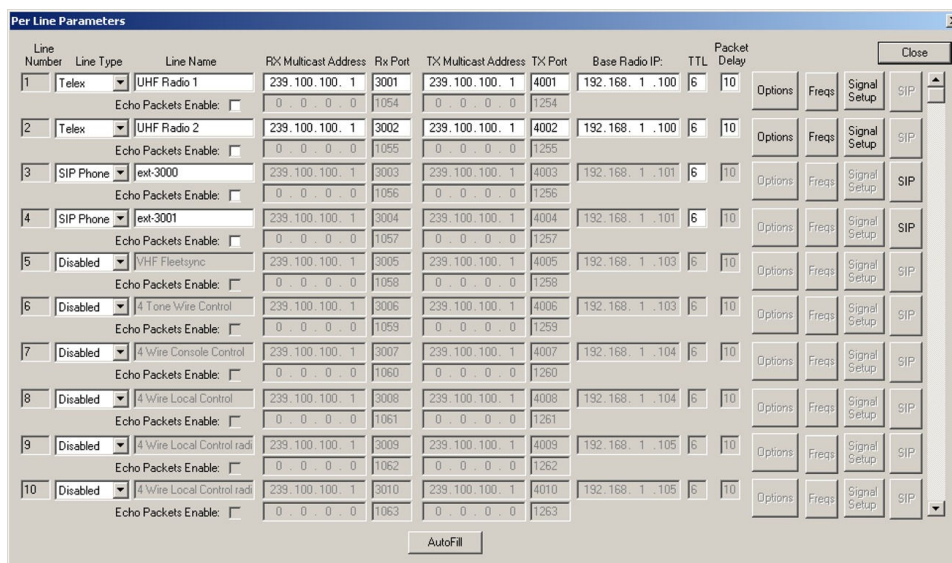 Per Line Parameters
Line Number Line Type Line Name RX Multicast Address Rx Port TX Multicast Address TX Port Base Radio IP: TTL Packet Delay Close
1 Telex UHF Radio 1 239.100.100. 1 3001 239.100.100. 1 4001 192.168. 1 .100 6 10 Options Freqs Signal Setup SIP
Echo Packets Enable: 0 . 0 . 0 . 0 1054 0 . 0 . 0 . 0 1254
2 Telex UHF Radio 2 239.100.100. 1 3002 239.100.100. 1 4002 192.168. 1 .100 6 10 Options Freqs Signal Setup SIP
Echo Packets Enable: 0 . 0 . 0 . 0 1055 0 . 0 . 0 . 0 1255
3 SIP Phone ext-3000 239.100.100. 1 3003 239.100.100. 1 4003 192.168. 1 .101 6 10 Options Freqs Signal Setup SIP
Echo Packets Enable: 0 . 0 . 0 . 0 1056 0 . 0 . 0 . 0 1256
4 SIP Phone ext-3001 239.100.100. 1 3004 239.100.100. 1 4004 192.168. 1 .101 6 10 Options Freqs Signal Setup SIP
Echo Packets Enable: 0 . 0 . 0 . 0 1057 0 . 0 . 0 . 0 1257
5 Disabled VHF Fleetsync 239.100.100. 1 3005 239.100.100. 1 4005 192.168. 1 .103 6 10 Options Freqs Signal Setup SIP
Echo Packets Enable: 0 . 0 . 0 . 0 1058 0 . 0 . 0 . 0 1258
6 Disabled 4 Tone Wire Control 239.100.100. 1 3006 239.100.100. 1 4006 192.168. 1 .103 6 10 Options Freqs Signal Setup SIP
Echo Packets Enable: 0 . 0 . 0 . 0 1059 0 . 0 . 0 . 0 1259
7 Disabled 4 Wire Console Control 239.100.100. 1 3007 239.100.100. 1 4007 192.168. 1 .104 6 10 Options Freqs Signal Setup SIP
Echo Packets Enable: 0 . 0 . 0 . 0 1060 0 . 0 . 0 . 0 1260
8 Disabled 4 Wire Local Control 239.100.100. 1 3008 239.100.100. 1 4008 192.168. 1 .104 6 10 Options Freqs Signal Setup SIP
Echo Packets Enable: 0 . 0 . 0 . 0 1061 0 . 0 . 0 . 0 1261
9 Disabled 4 Wire Local Control radi 239.100.100. 1 3009 239.100.100. 1 4009 192.168. 1 .105 6 10 Options Freqs Signal Setup SIP
Echo Packets Enable: 0 . 0 . 0 . 0 1062 0 . 0 . 0 . 0 1262
10 Disabled 4 Wire Local Control radi 239.100.100. 1 3010 239.100.100. 1 4010 192.168. 1 .105 6 10 Options Freqs Signal Setup SIP
Echo Packets Enable: 0 . 0 . 0 . 0 1063 0 . 0 . 0 . 0 1263
AutoFill